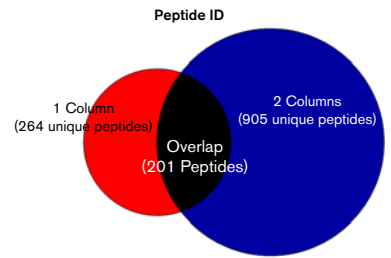 Peptide ID
1 Column
(264 unique peptides)
2 Columns
(905 unique peptides)
Overlap
(201 Peptides)